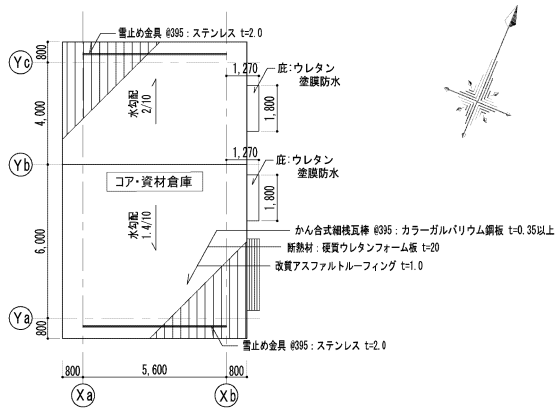 雪止め金具 @395：ステンレス t=2.0
800
Yc
1,270
庇：ウレタン
塗膜防水
水勾配
2/10
4,000
1,800
Yb
1,270
庇：ウレタン
塗膜防水
コア・資材倉庫
1,800
水勾配
1.4/10
6,000
かん合式細桟瓦棒 @395：カラーガルバリウム鋼板 t=0.35以上
断熱材：硬質ウレタンフォーム板 t=20
改質アスファルトルーフィング t=1.0
Ya
800
雪止め金具 @395：ステンレス t=2.0
800
5,600
800
Xa
Xb